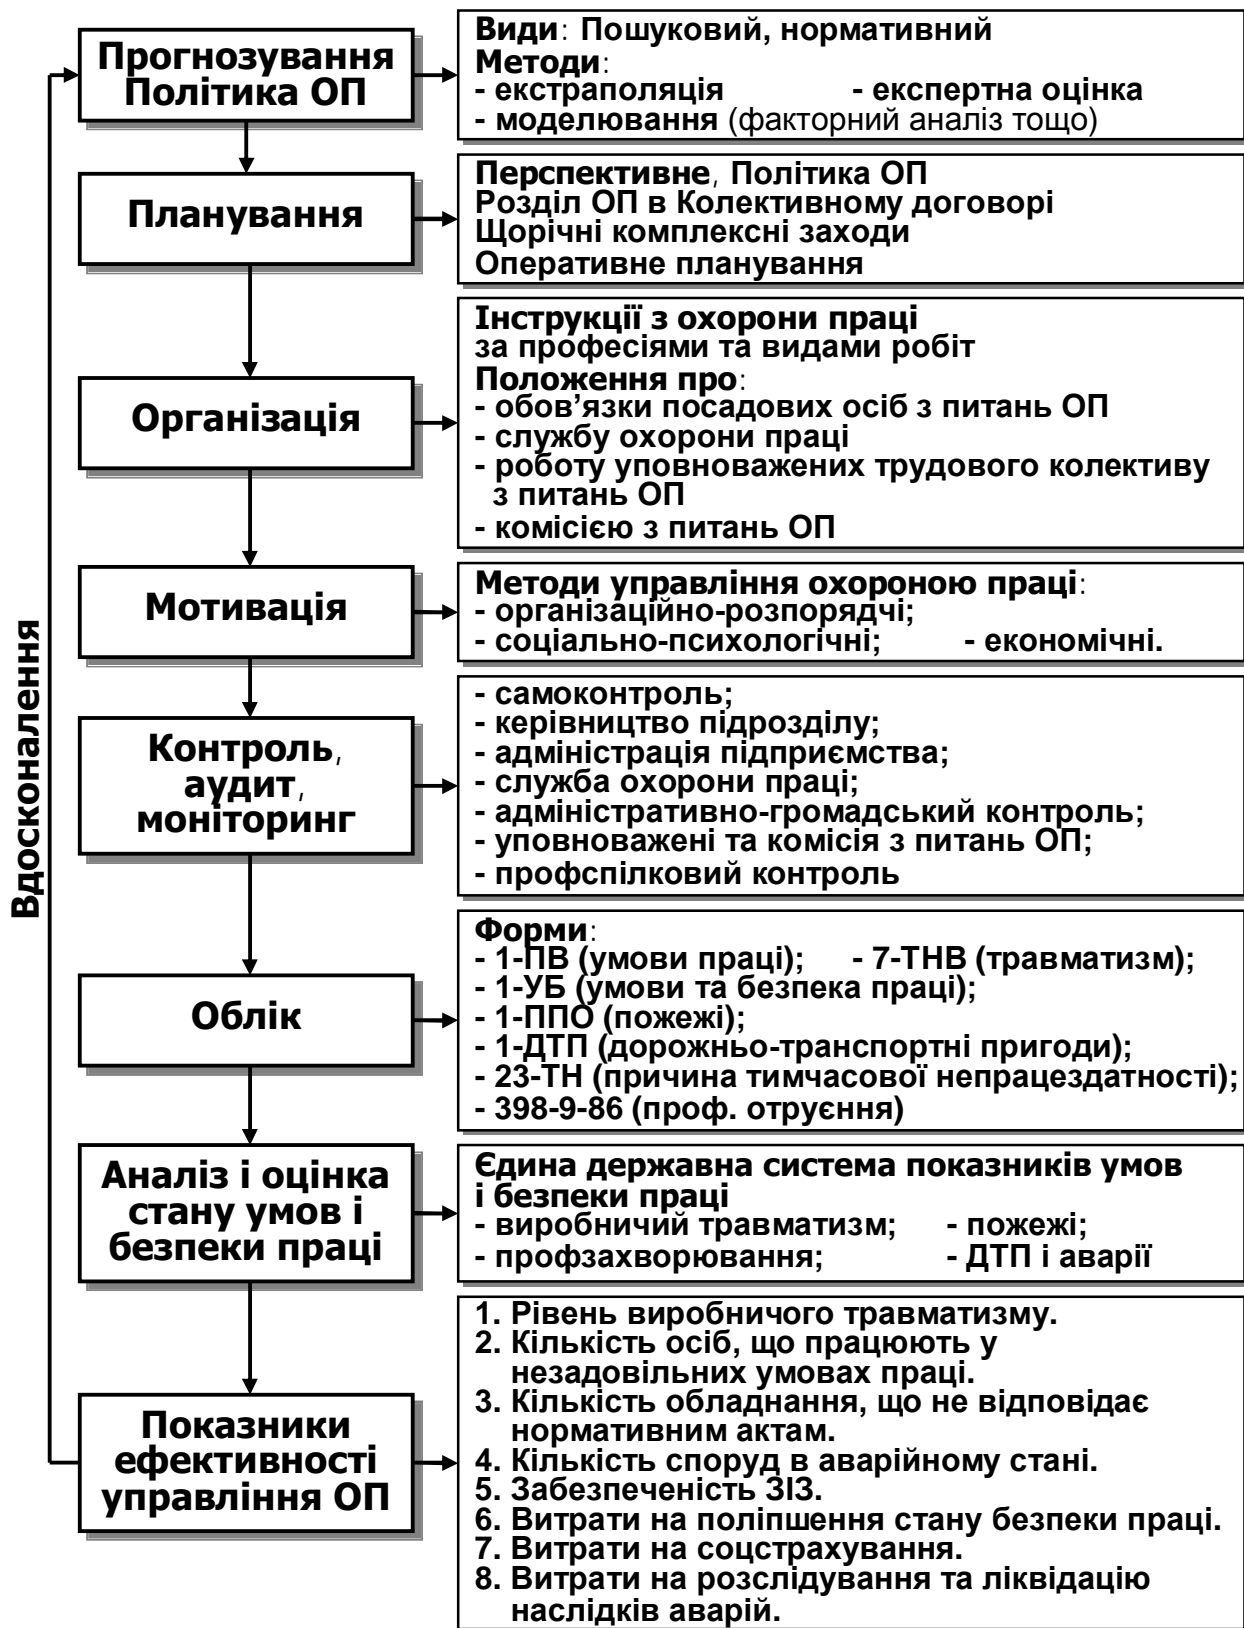 Прогнозування
Політика ОП
Види: Пошуковий, нормативний
Методи:
- екстраполяція - експертна оцінка
- моделювання (факторний аналіз тощо)
Планування
Перспективне, Політика ОП
Розділ ОП в Колективному договорі
Щорічні комплексні заходи
Оперативне планування
Організація
Інструкції з охорони праці
за професіями та видами робіт
Положення про:
- обов’язки посадових осіб з питань ОП
- службу охорони праці
- роботу уповноважених трудового колективу
з питань ОП
- комісією з питань ОП
Мотивація
Методи управління охороною праці:
- організаційно-розпорядчі;
- соціально-психологічні; - економічні.
Контроль,
аудит,
моніторинг
- самоконтроль;
- керівництво підрозділу;
- адміністрація підприємства;
- служба охорони праці;
- адміністративно-громадський контроль;
- уповноважені та комісія з питань ОП;
- профспілковий контроль
Облік
Форми:
- 1-ПВ (умови праці); - 7-ТНВ (травматизм);
- 1-УБ (умови та безпека праці);
- 1-ППО (пожежі);
- 1-ДТП (дорожньо-транспортні пригоди);
- 23-ТН (причина тимчасової непрацездатності);
- 398-9-86 (проф. отруєння)
Аналіз і оцінка
стану умов і
безпеки праці
Єдина державна система показників умов
і безпеки праці
- виробничий травматизм; - пожежі;
- профзахворювання; - ДТП і аварії
Показники
ефективності
управління ОП
1. Рівень виробничого травматизму.
2. Кількість осіб, що працюють у
незадовільних умовах праці.
3. Кількість обладнання, що не відповідає
нормативним актам.
4. Кількість споруд в аварійному стані.
5. Забезпеченість ЗІЗ.
6. Витрати на поліпшення стану безпеки праці.
7. Витрати на соцстрахування.
8. Витрати на розслідування та ліквідацію
наслідків аварій.
Вдосконалення